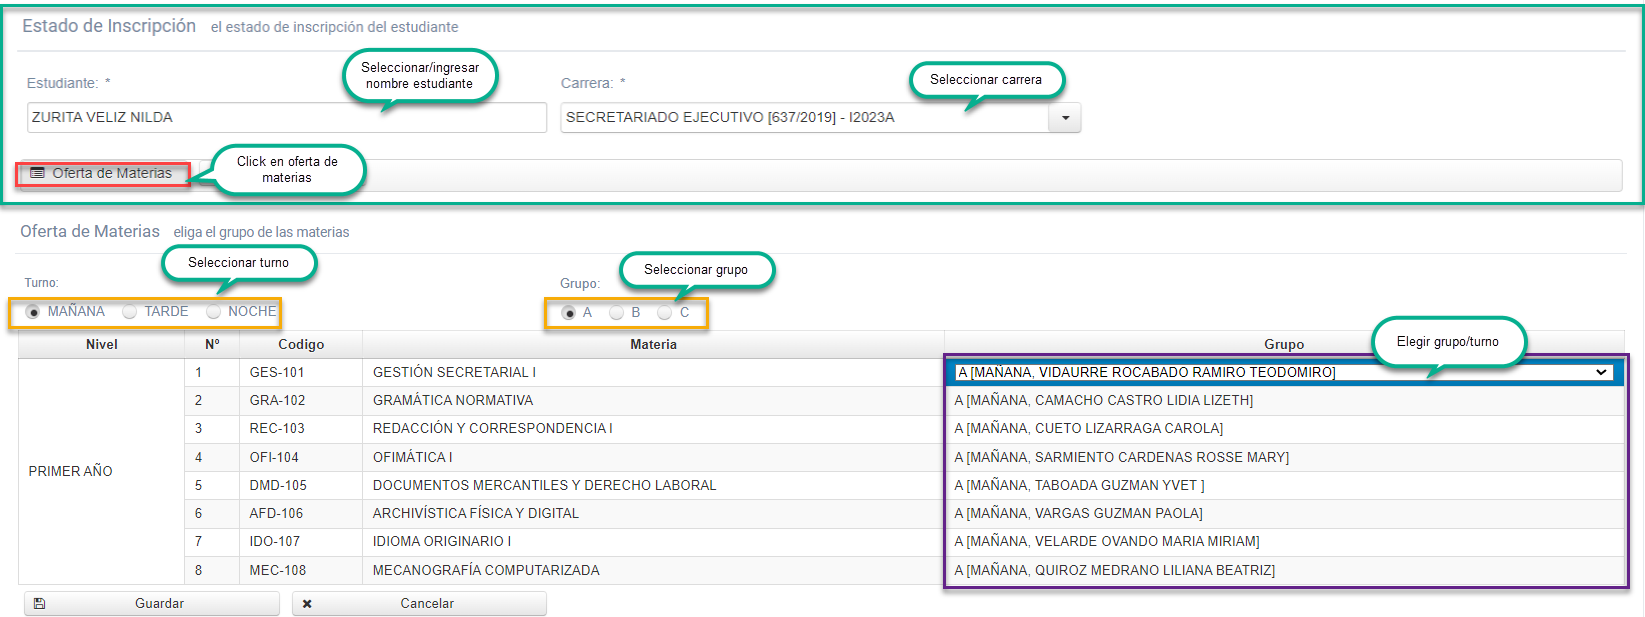 Estado de Inscripción el estado de inscripción del estudiante
Seleccionar/ingresar
nombre estudiante
Seleccionar carrera
Estudiante: *
Carrera: *
ZURITA VELIZ NILDA
SECRETARIADO EJECUTIVO [637/2019] - I2023A
Click en oferta de
materias
Oferta de Materias
Oferta de Materias eliga el grupo de las materias
Seleccionar turno
Seleccionar grupo
Turno:
Grupo:
MAÑANA TARDE NOCHE
A B C
Elegir grupo/turno
Nivel Nº Codigo Materia Grupo
1 GES-101 GESTIÓN SECRETARIAL I A [MAÑANA, VIDAURRE ROCABADO RAMIRO TEODOMIRO]
2 GRA-102 GRAMÁTICA NORMATIVA A [MAÑANA, CAMACHO CASTRO LIDIA LIZETH]
3 REC-103 REDACCIÓN Y CORRESPONDENCIA I A [MAÑANA, CUETO LIZARRAGA CAROLA]
4 OFI-104 OFIMÁTICA I A [MAÑANA, SARMIENTO CARDENAS ROSSE MARY]
PRIMER AÑO
5 DMD-105 DOCUMENTOS MERCANTILES Y DERECHO LABORAL A [MAÑANA, TABOADA GUZMAN YVET ]
6 AFD-106 ARCHIVÍSTICA FÍSICA Y DIGITAL A [MAÑANA, VARGAS GUZMAN PAOLA]
7 IDO-107 IDIOMA ORIGINARIO I A [MAÑANA, VELARDE OVANDO MARIA MIRIAM]
8 MEC-108 MECANOGRAFÍA COMPUTARIZADA A [MAÑANA, QUIROZ MEDRANO LILIANA BEATRIZ]
Guardar Cancelar